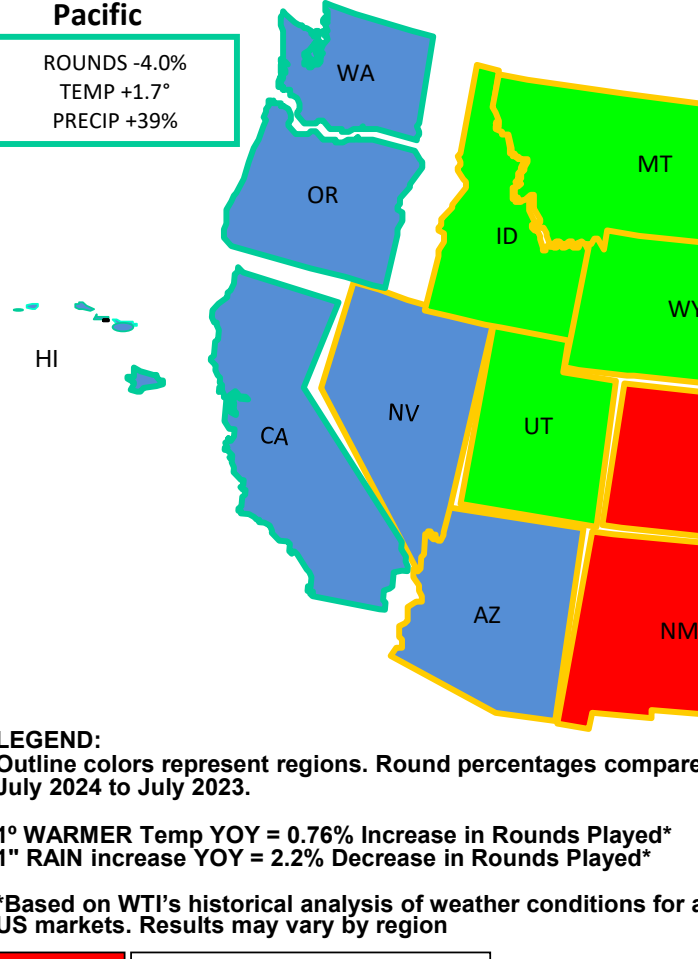 Pacific
ROUNDS -4.0%
TEMP +1.7°
PRECIP +39%
WA
OR
MT
ID
WY
HI
NV
UT
CA
AZ
NM
LEGEND:
Outline colors represent regions. Round percentages compare
July 2024 to July 2023.
1º WARMER Temp YOY = 0.76% Increase in Rounds Played*
1" RAIN increase YOY = 2.2% Decrease in Rounds Played*
*Based on WTI's historical analysis of weather conditions for a
US markets. Results may vary by region